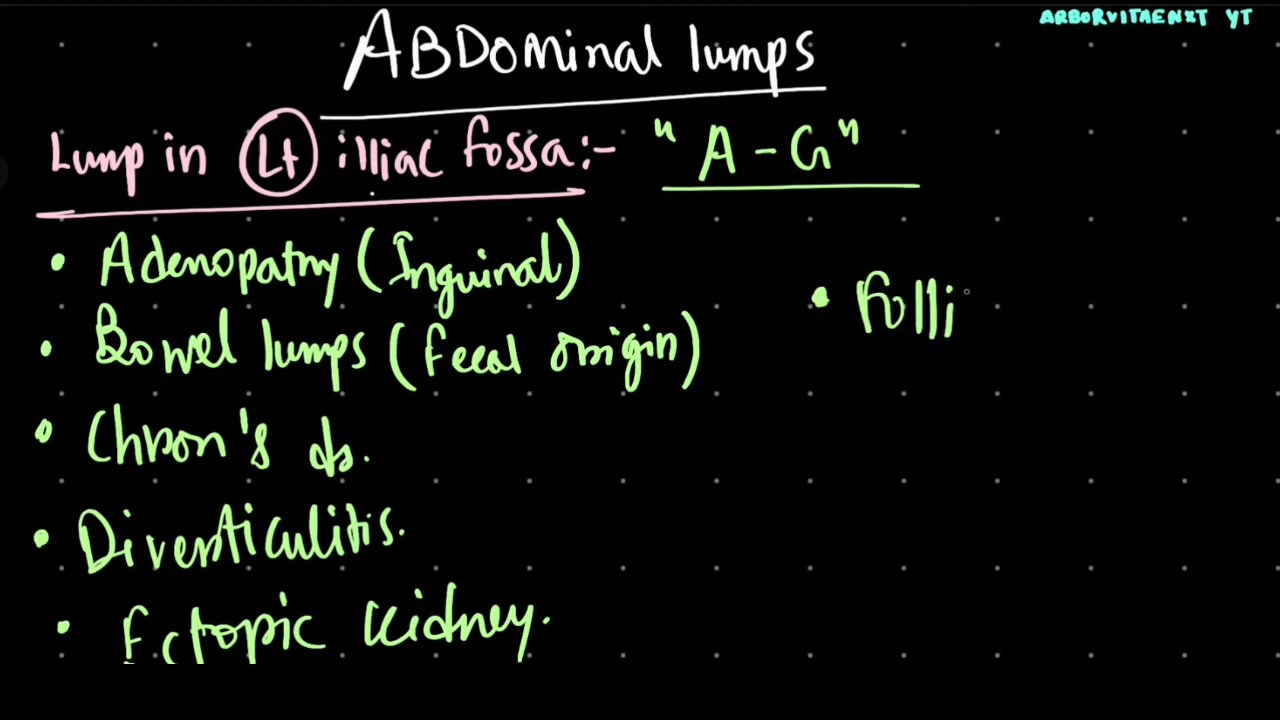 ARBORVITAENXT YT
ABDOMinal lumps
Lump in Lt illiac fossa:- "A-G"
• Adenopathy (Inguinal)
• Bowel lumps (fecal origin)
• Chron's ds.
• Diverticulitis.
• Ectopic Kidney.
• Folli